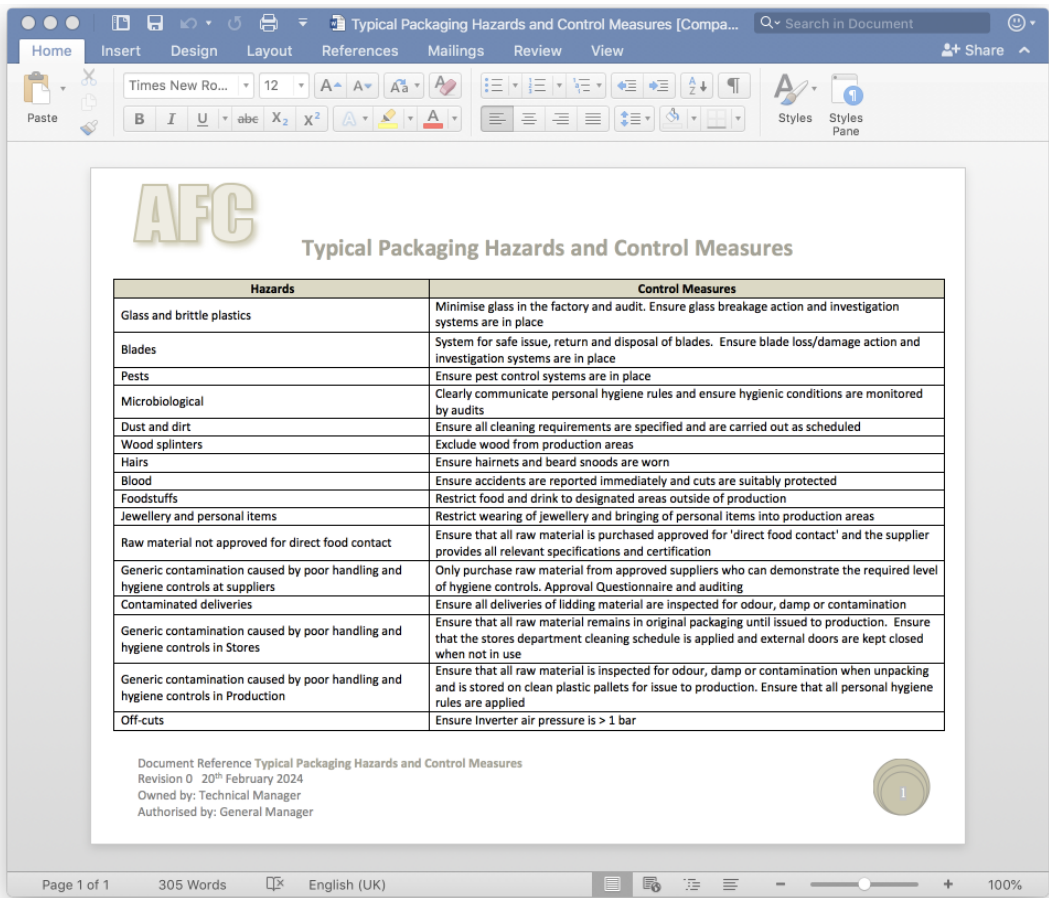 Typical Packaging Hazards and Control Measures [Compa...
Search in Document
Home Insert Design Layout References Mailings Review View
Share
Times New Ro... 12
Paste
Styles
Styles Pane
AFC
Typical Packaging Hazards and Control Measures
Hazards
Control Measures
Glass and brittle plastics
Minimise glass in the factory and audit. Ensure glass breakage action and investigation
systems are in place
Blades
System for safe issue, return and disposal of blades. Ensure blade loss/damage action and
investigation systems are in place
Pests
Ensure pest control systems are in place
Microbiological
Clearly communicate personal hygiene rules and ensure hygienic conditions are monitored
by audits
Dust and dirt
Ensure all cleaning requirements are specified and are carried out as scheduled
Wood splinters
Exclude wood from production areas
Hairs
Ensure hairnets and beard snoods are worn
Blood
Ensure accidents are reported immediately and cuts are suitably protected
Foodstuffs
Restrict food and drink to designated areas outside of production
Jewellery and personal items
Restrict wearing of jewellery and bringing of personal items into production areas
Raw material not approved for direct food contact
Ensure that all raw material is purchased approved for 'direct food contact' and the supplier
provides all relevant specifications and certification
Generic contamination caused by poor handling and
hygiene controls at suppliers
Only purchase raw material from approved suppliers who can demonstrate the required level
of hygiene controls. Approval Questionnaire and auditing
Contaminated deliveries
Ensure all deliveries of lidding material are inspected for odour, damp or contamination
Generic contamination caused by poor handling and
hygiene controls in Stores
Ensure that all raw material remains in original packaging until issued to production. Ensure
that the stores department cleaning schedule is applied and external doors are kept closed
when not in use
Generic contamination caused by poor handling and
hygiene controls in Production
Ensure that all raw material is inspected for odour, damp or contamination when unpacking
and is stored on clean plastic pallets for issue to production. Ensure that all personal hygiene
rules are applied
Off-cuts
Ensure Inverter air pressure is > 1 bar
Document Reference Typical Packaging Hazards and Control Measures
Revision 0 20th February 2024
Owned by: Technical Manager
Authorised by: General Manager
1
Page 1 of 1 305 Words English (UK) 100%